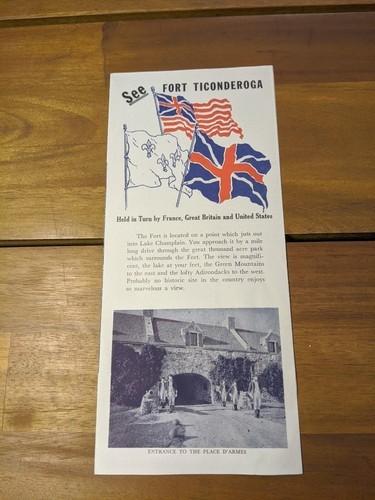 See FORT TICONDEROGA
Held in Turn by France, Great Britain and United States
The Fort is located on a point which juts out
into Lake Champlain. You approach it by a mile
long drive through the great thousand acre park
which surrounds the Fort. The view is magnifi-
cent, the lake at your feet, the Green Mountains
to the east and the lofty Adirondacks to the west.
Probably no historic site in the country enjoys
so marvelous a view.
ENTRANCE TO THE PLACE D'ARMES